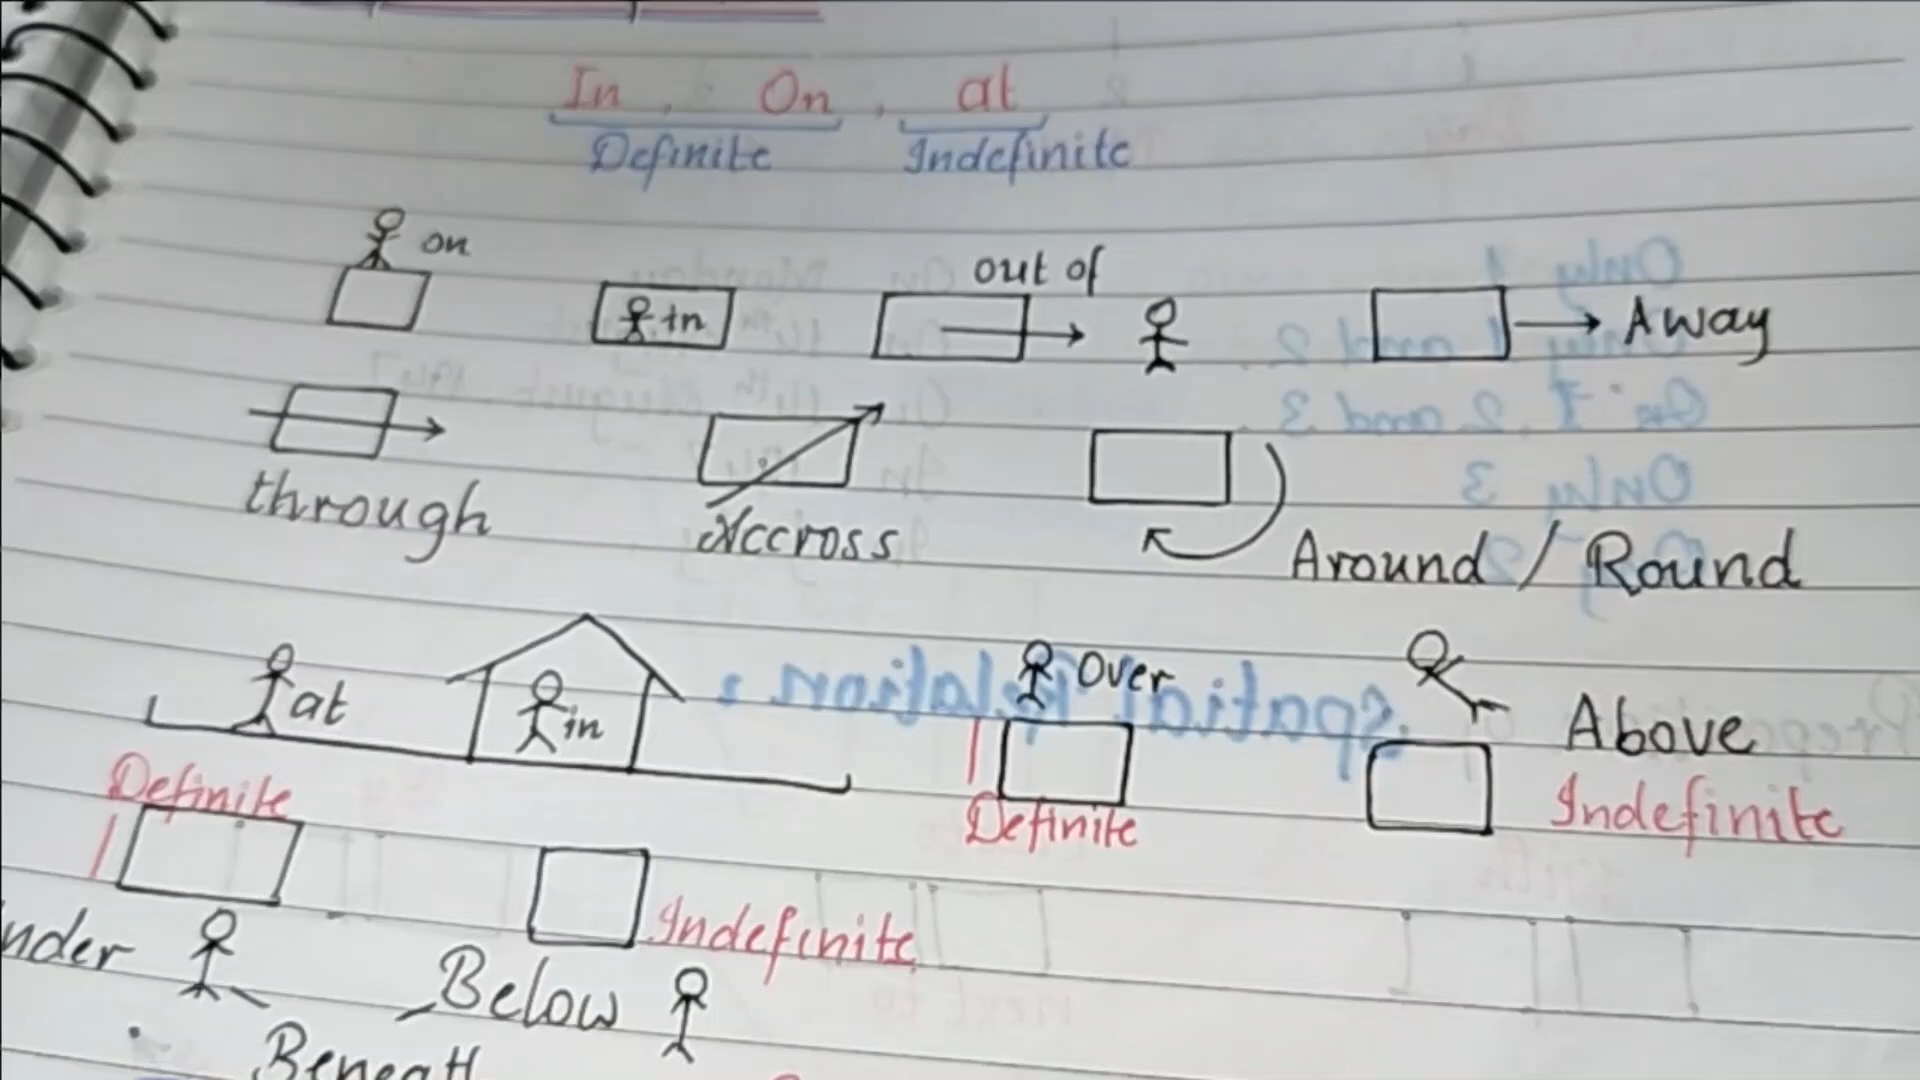 In , On , at
Definite Indefinite
on
in
out of
Away
through
Accross
Around / Round
at
in
Over
Above
Definite
Definite
Indefinite
Indefinite
nder
Below
Beneath